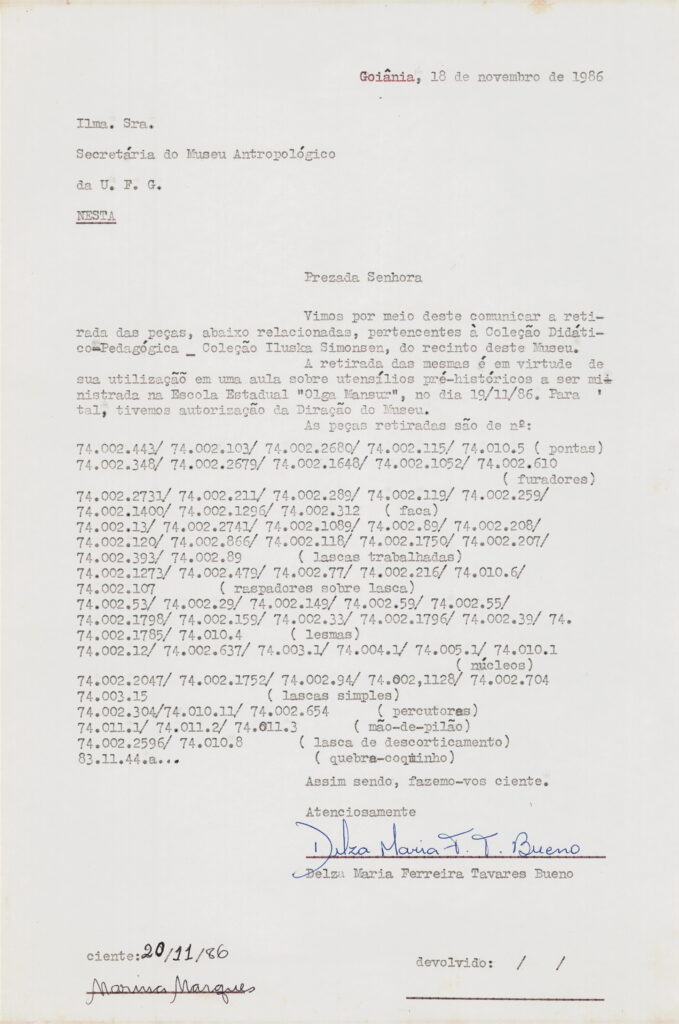 Goiânia, 18 de novembro de 1986
Ilma. Sra.
Secretária do Museu Antropológico
da U. F. G.
NESTA
Prezada Senhora
Vimos por meio deste comunicar a reti-
rada das peças, abaixo relacionadas, pertencentes à Coleção Didáti-
co-Pedagógica _ Coleção Iluska Simonsen, do recinto deste Museu.
A retirada das mesmas é em virtude de
sua utilização em uma aula sobre utensílios pré-históricos a ser mi-
nistrada na Escola Estadual "Olga Mansur", no dia 19/11/86. Para '
tal, tivemos autorização da Diração do Museu.
As peças retiradas são de nº:
74.002.443/ 74.002.103/ 74.002.2680/ 74.002.115/ 74.010.5 ( pontas)
74.002.348/ 74.002.2679/ 74.002.1648/ 74.002.1052/ 74.002.610
( furadores)
74.002.2731/ 74.002.211/ 74.002.289/ 74.002.119/ 74.002.259/
74.002.1400/ 74.002.1296/ 74.002.312 ( faca)
74.002.13/ 74.002.2741/ 74.002.1089/ 74.002.89/ 74.002.208/
74.002.120/ 74.002.866/ 74.002.118/ 74.002.1750/ 74.002.207/
74.002.393/ 74.002.89 ( lascas trabalhadas)
74.002.1273/ 74.002.479/ 74.002.77/ 74.002.216/ 74.010.6/
74.002.107 ( raspadores sobre lasca)
74.002.53/ 74.002.29/ 74.002.149/ 74.002.59/ 74.002.55/
74.002.1798/ 74.002.159/ 74.002.33/ 74.002.1796/ 74.002.39/ 74.
74.002.1785/ 74.010.4 ( lesmas)
74.002.12/ 74.002.637/ 74.003.1/ 74.004.1/ 74.005.1/ 74.010.1
( núcleos)
74.002.2047/ 74.002.1752/ 74.002.94/ 74.002,1128/ 74.002.704
74.003.15 ( lascas simples)
74.002.304/74.010.11/ 74.002.654 ( percutores)
74.011.1/ 74.011.2/ 74.011.3 ( mão-de-pilão)
74.002.2596/ 74.010.8 ( lasca de descorticamento)
83.11.44.a... ( quebra-coquinho)
Assim sendo, fazemo-vos ciente.
Atenciosamente
Delza Maria F. T. Bueno
Delza Maria Ferreira Tavares Bueno
ciente:20/11/86
Marina Marques
devolvido: / /